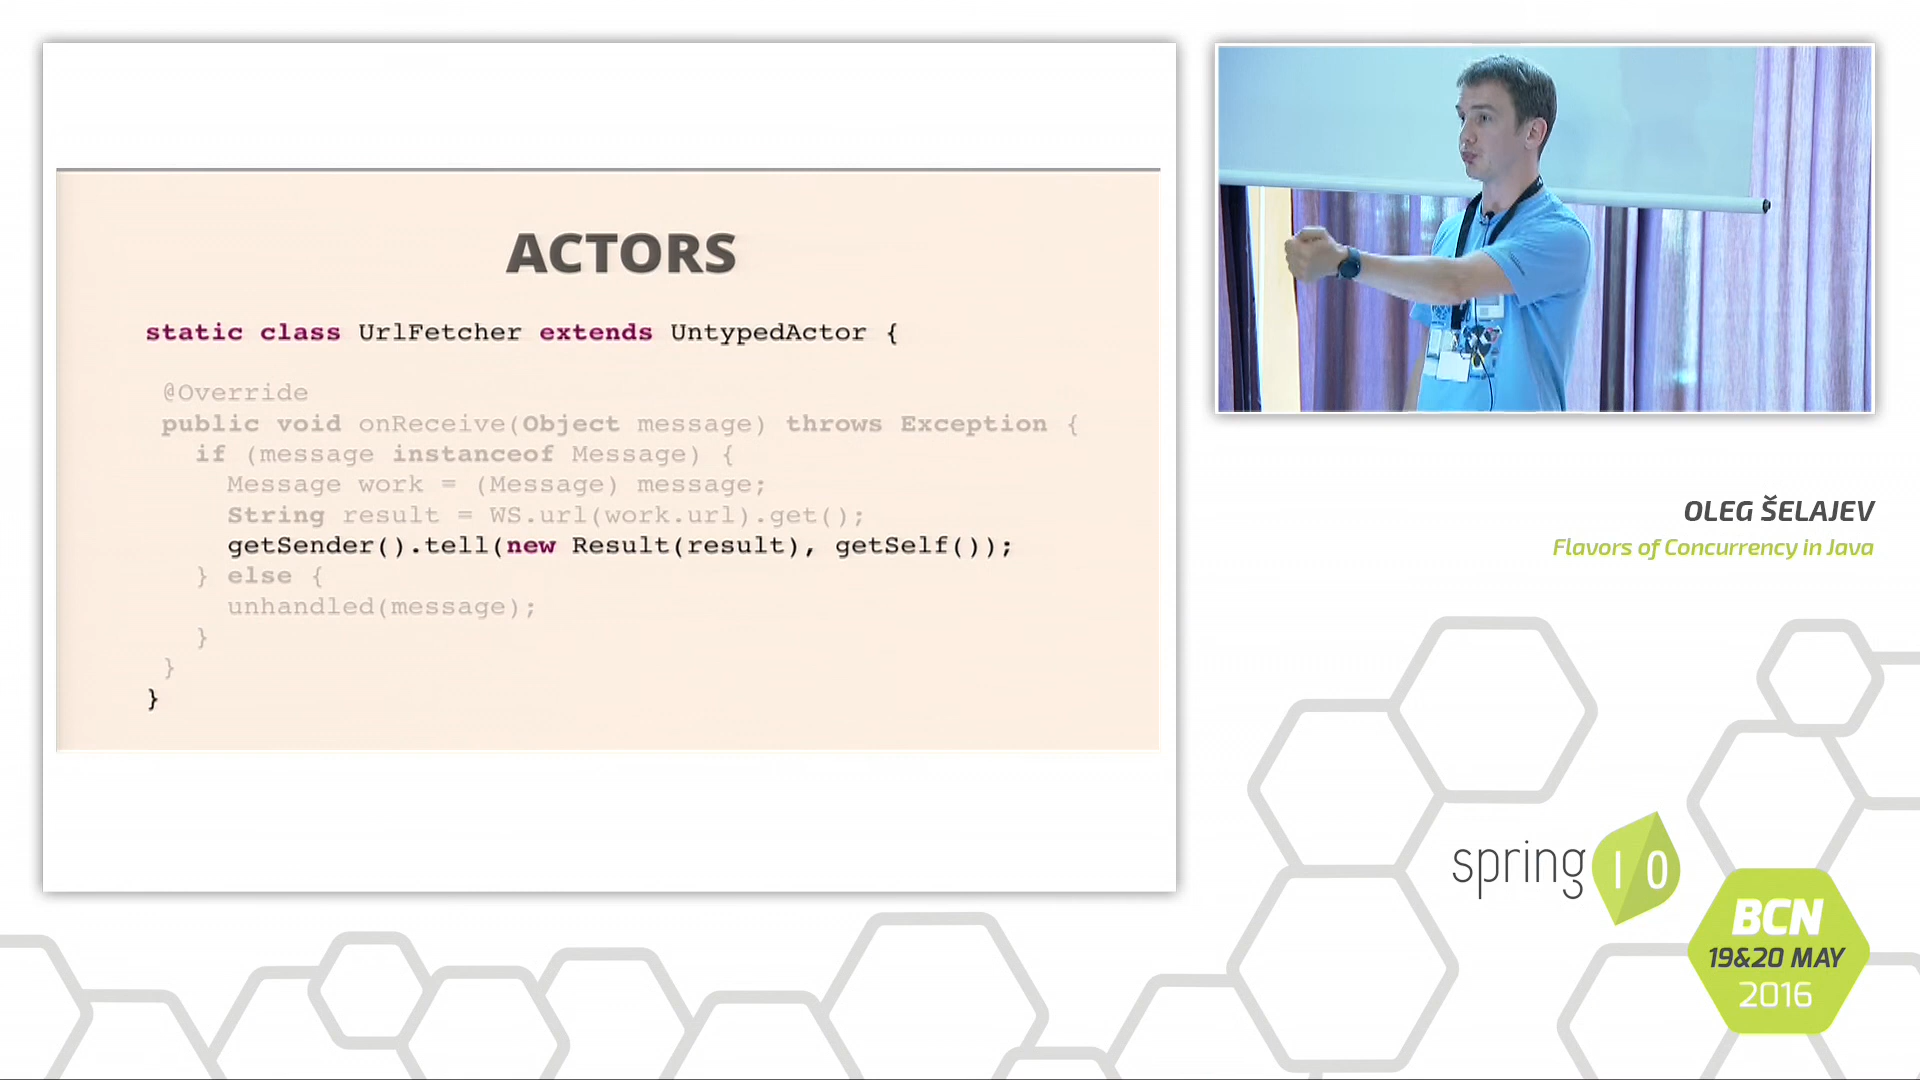 ACTORS
static class UrlFetcher extends UntypedActor {
@Override
public void onReceive(Object message) throws Exception {
if (message instanceof Message) {
Message work = (Message) message;
String result = WS.url(work.url).get();
getSender().tell(new Result(result), getSelf());
} else {
unhandled(message);
}
}
}
OLEG ŠELAJEV
Flavors of Concurrency in Java
spring I O
BCN
19&20 MAY
2016